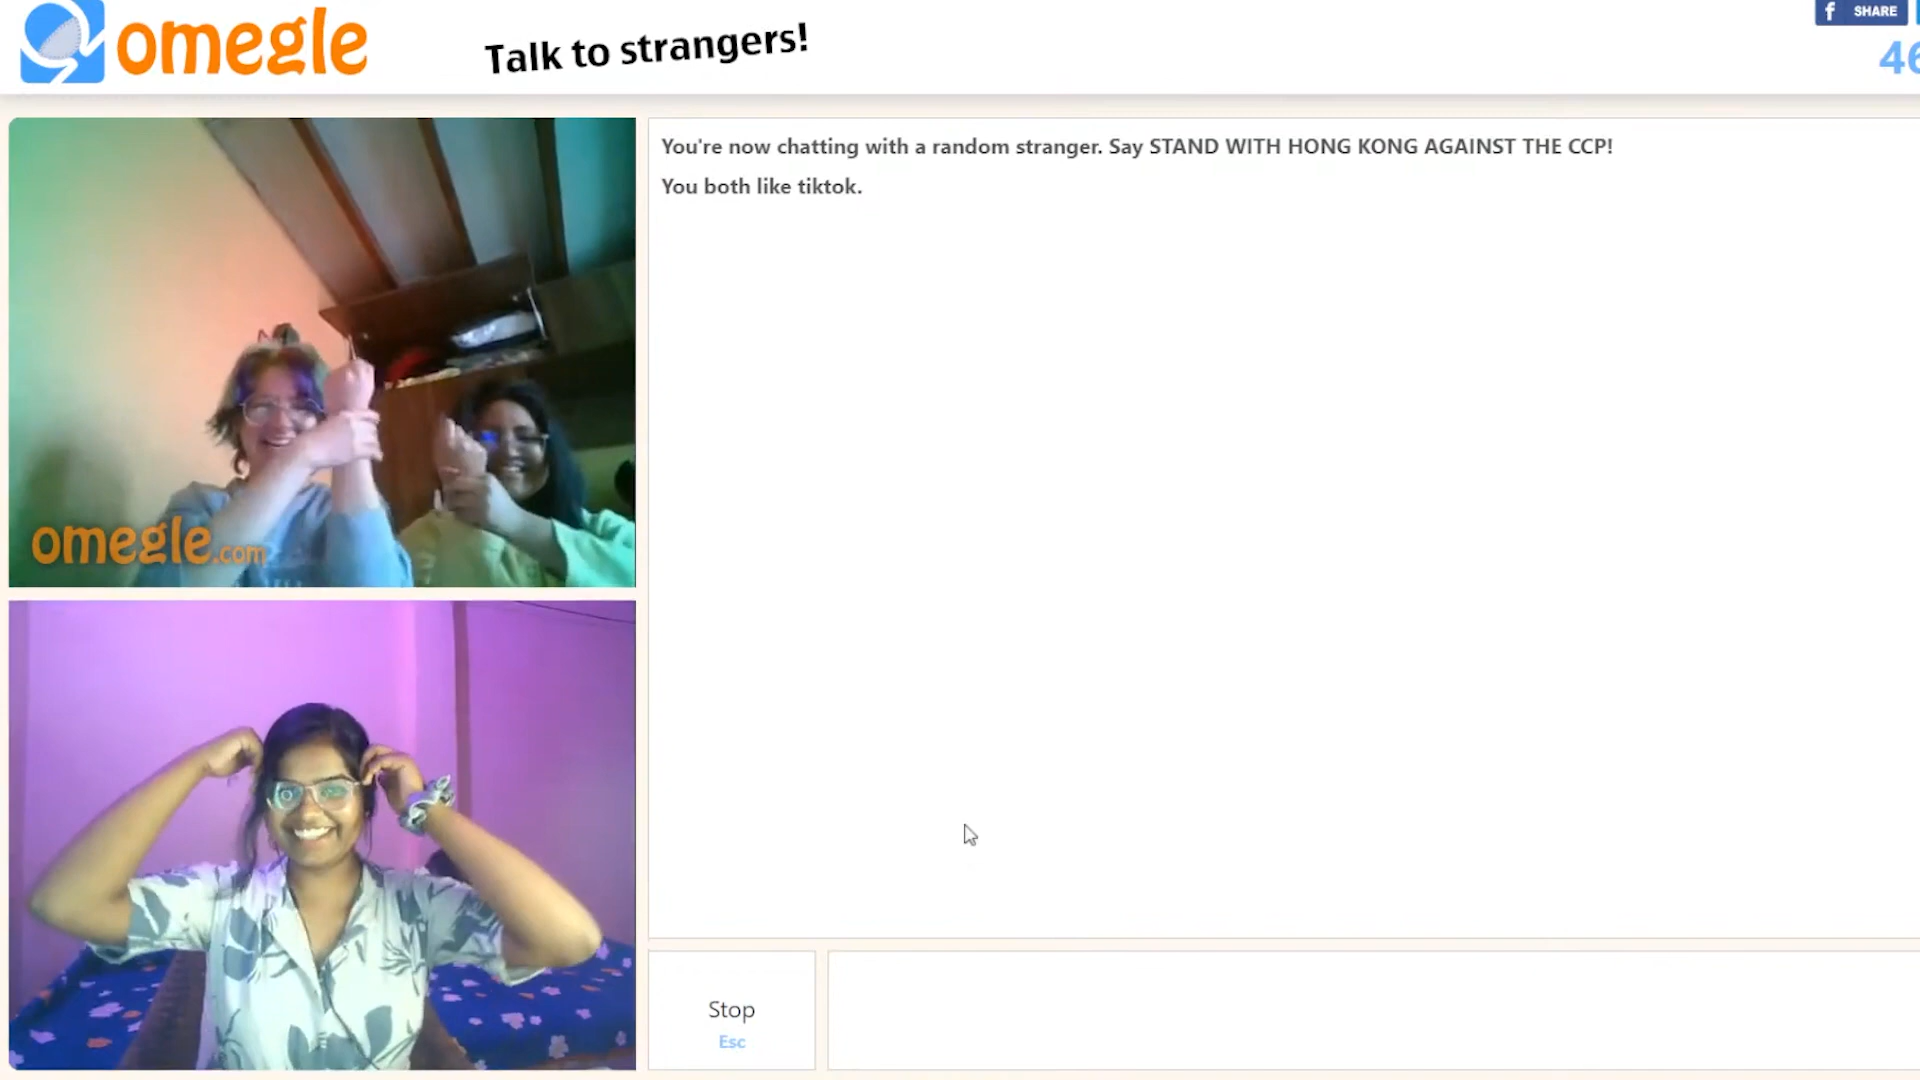 omegle
Talk to strangers!
f SHARE
46
You're now chatting with a random stranger. Say STAND WITH HONG KONG AGAINST THE CCP!
You both like tiktok.
omegle.com
Stop
Esc